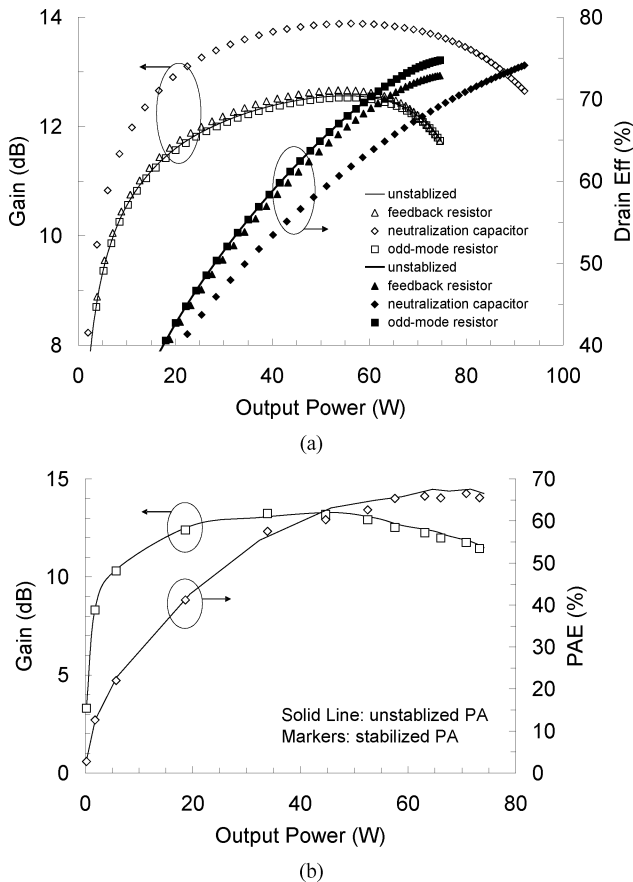 14
12
10
8
Gain (dB)
80
70
60
50
40
Drain Eff (%)
unstablized
feedback resistor
neutralization capacitor
odd-mode resistor
unstablized
feedback resistor
neutralization capacitor
odd-mode resistor
0 20 40 60 80 100
Output Power (W)
(a)
15
10
5
0
Gain (dB)
70
60
50
40
30
20
10
0
PAE (%)
Solid Line: unstablized PA
Markers: stabilized PA
0 20 40 60 80 100
Output Power (W)
(b)